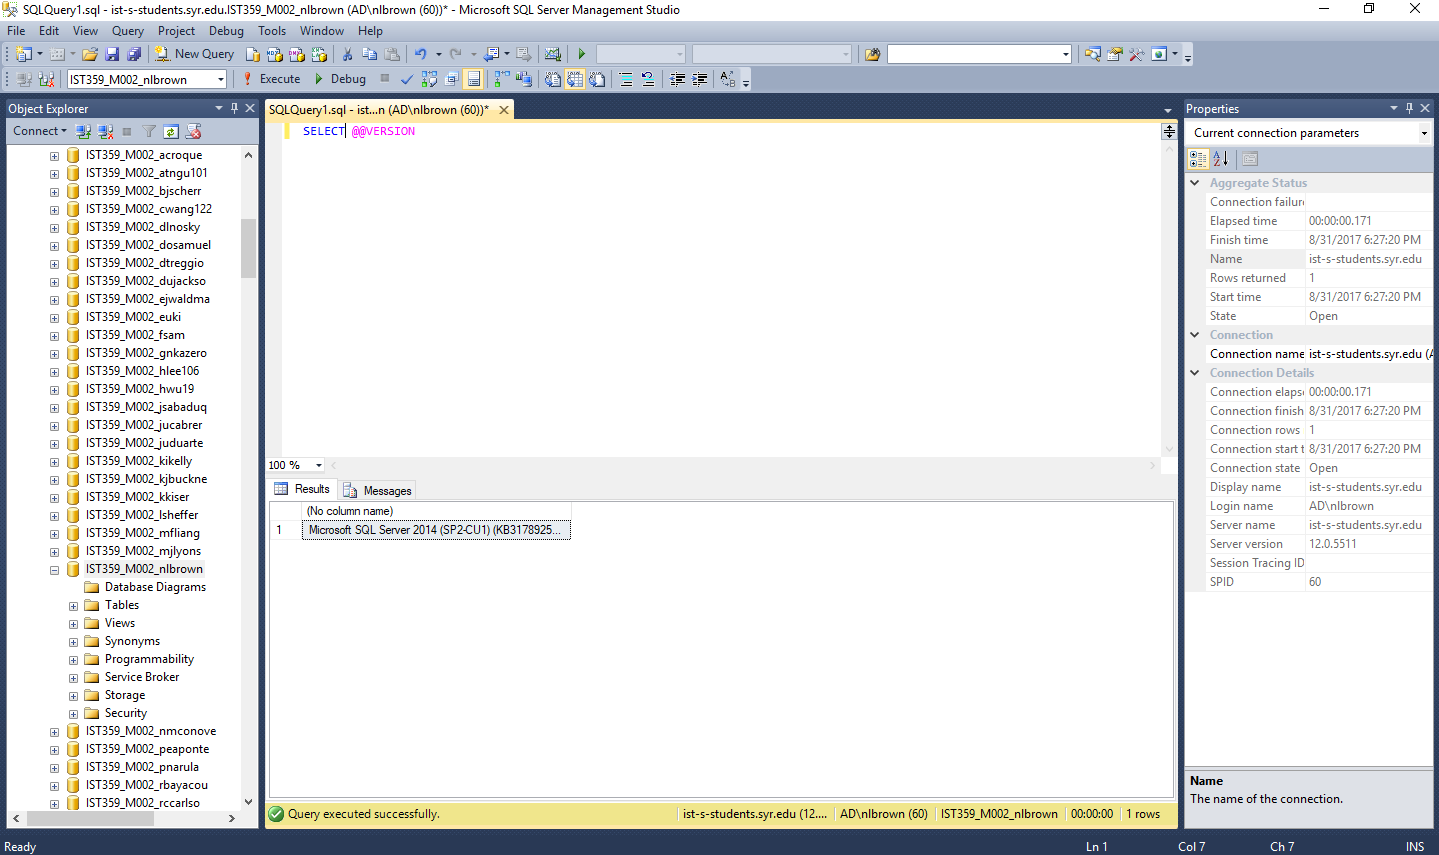 SQLQuery1.sql - ist-s-students.syr.edu.IST359_M002_nlbrown (AD\nlbrown (60))* - Microsoft SQL Server Management Studio
File Edit View Query Project Debug Tools Window Help
New Query
IST359_M002_nlbrown Execute Debug
Object Explorer
Connect
IST359_M002_acroque
IST359_M002_atngu101
IST359_M002_bjscherr
IST359_M002_cwang122
IST359_M002_dlnosky
IST359_M002_dosamuel
IST359_M002_dtreggio
IST359_M002_dujackso
IST359_M002_ejwaldma
IST359_M002_euki
IST359_M002_fsam
IST359_M002_gnkazero
IST359_M002_hlee106
IST359_M002_hwu19
IST359_M002_jsabaduq
IST359_M002_jucabrer
IST359_M002_juduarte
IST359_M002_kikelly
IST359_M002_kjbuckne
IST359_M002_kkiser
IST359_M002_lsheffer
IST359_M002_mfliang
IST359_M002_mjlyons
IST359_M002_nlbrown
Database Diagrams
Tables
Views
Synonyms
Programmability
Service Broker
Storage
Security
IST359_M002_nmconove
IST359_M002_peaponte
IST359_M002_pnarula
IST359_M002_rbayacou
IST359_M002_rccarlso
SQLQuery1.sql - ist...n (AD\nlbrown (60))*
SELECT @@VERSION
100 %
Results Messages
(No column name)
1 Microsoft SQL Server 2014 (SP2-CU1) (KB3178925...
Query executed successfully. ist-s-students.syr.edu (12.... AD\nlbrown (60) IST359_M002_nlbrown 00:00:00 1 rows
Properties
Current connection parameters
Aggregate Status
Connection failur
Elapsed time 00:00:00.171
Finish time 8/31/2017 6:27:20 PM
Name ist-s-students.syr.edu
Rows returned 1
Start time 8/31/2017 6:27:20 PM
State Open
Connection
Connection name ist-s-students.syr.edu (A
Connection Details
Connection elaps 00:00:00.171
Connection finish 8/31/2017 6:27:20 PM
Connection rows 1
Connection start t 8/31/2017 6:27:20 PM
Connection state Open
Display name ist-s-students.syr.edu
Login name AD\nlbrown
Server name ist-s-students.syr.edu
Server version 12.0.5511
Session Tracing ID
SPID 60
Name
The name of the connection.
Ready Ln 1 Col 7 Ch 7 INS